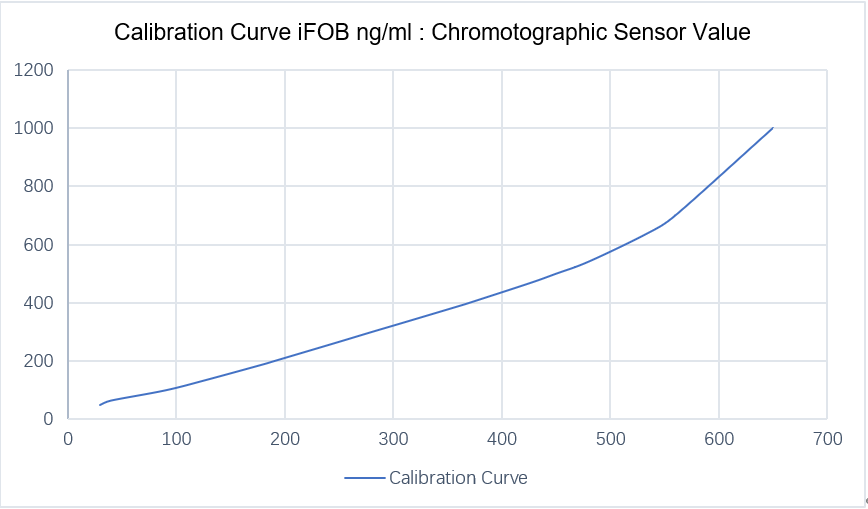 Calibration Curve iFOB ng/ml : Chromotographic Sensor Value
1200
1000
800
600
400
200
0
0 100 200 300 400 500 600 700
Calibration Curve